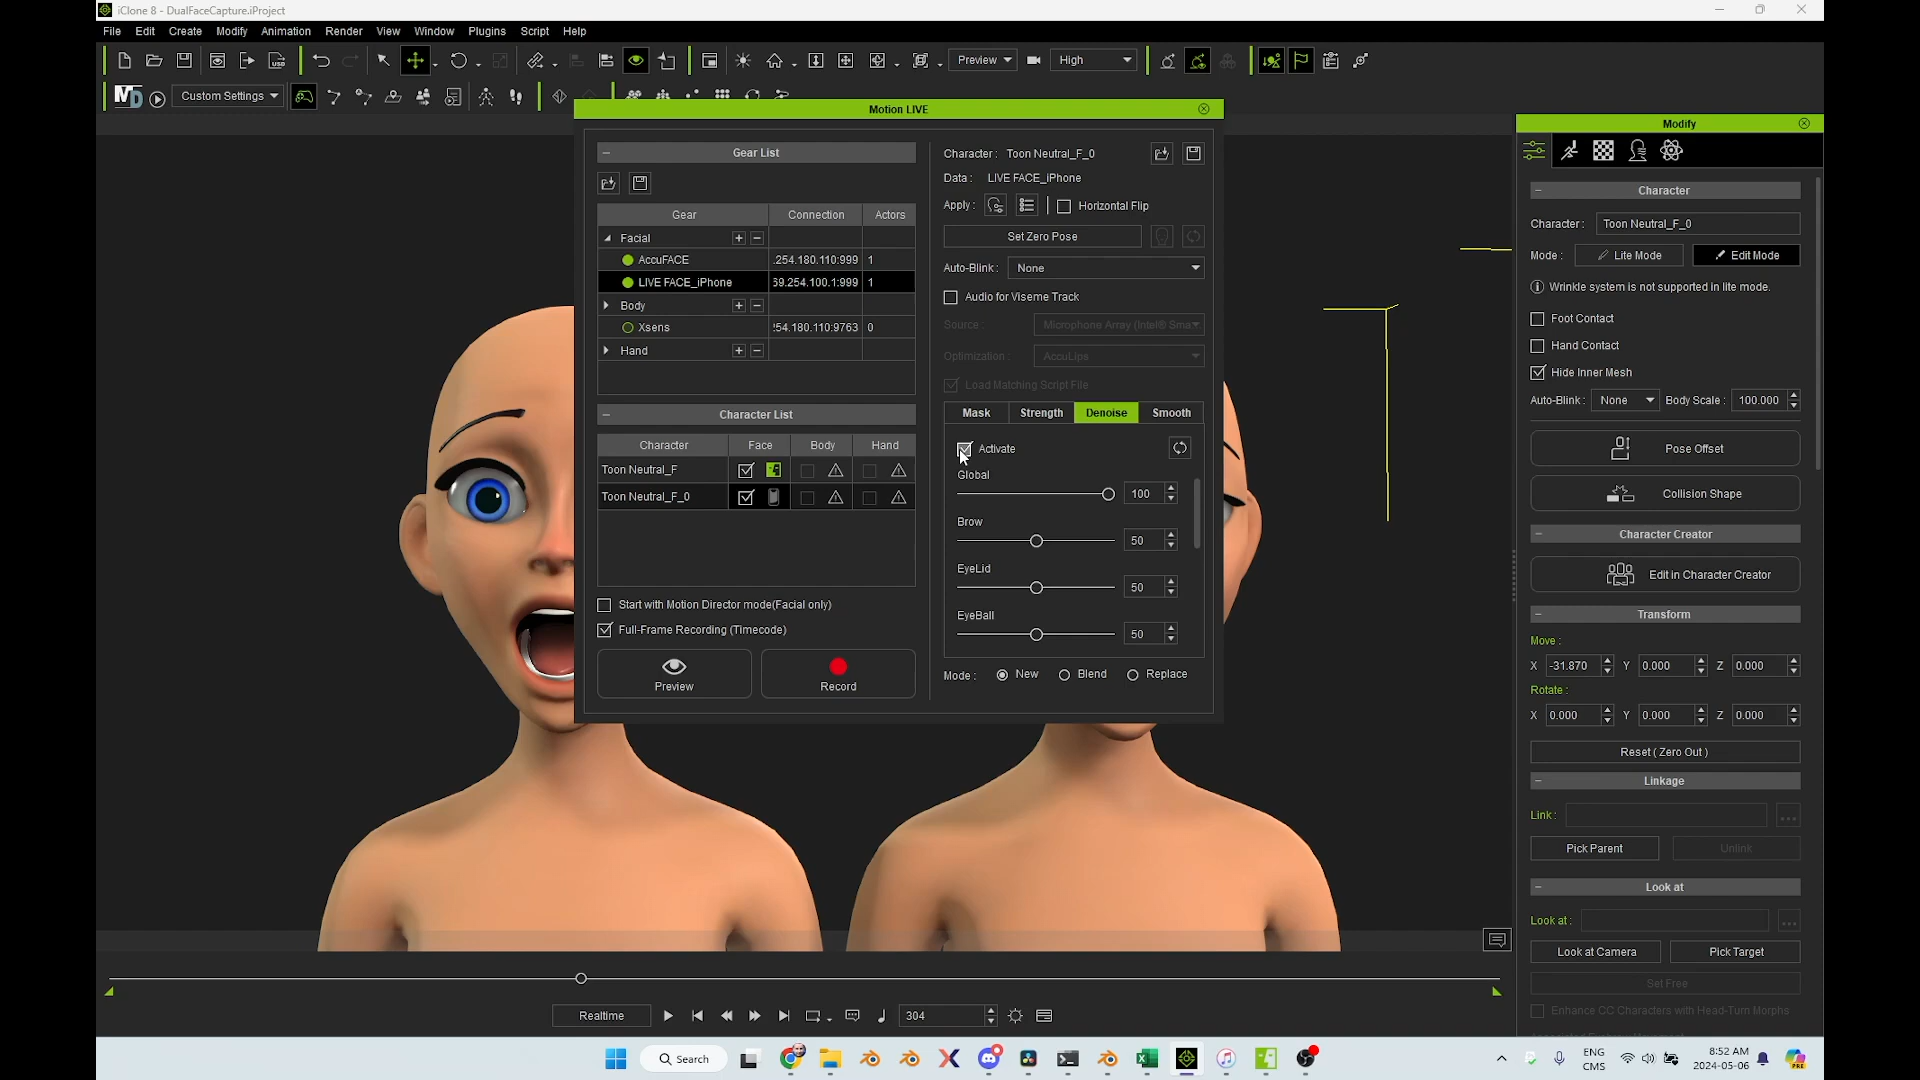 iClone 8 - DualFaceCapture.iProject
File Edit Create Modify Animation Render View Window Plugins Script Help
Preview High
Custom Settings
Motion LIVE
Gear List
Gear Connection Actors
Facial
AccuFACE .254.180.110:999 1
LIVE FACE_iPhone 59.254.100.1:999 1
Body
Xsens !54.180.110:9763 0
Hand
Character List
Character Face Body Hand
Toon Neutral_F
Toon Neutral_F_0
Start with Motion Director mode(Facial only)
Full-Frame Recording (Timecode)
Preview Record
Character : Toon Neutral_F_0
Data : LIVE FACE_iPhone
Apply : Horizontal Flip
Set Zero Pose
Auto-Blink : None
Audio for Viseme Track
Source : Microphone Array (Intel® Sma
Optimization : AccuLips
Load Matching Script File
Mask Strength Denoise Smooth
Activate
Global
100
Brow
50
EyeLid
50
EyeBall
50
Mode : New Blend Replace
Modify
Character
Character : Toon Neutral_F_0
Mode : Lite Mode Edit Mode
Wrinkle system is not supported in lite mode.
Foot Contact
Hand Contact
Hide Inner Mesh
Auto-Blink : None Body Scale : 100.000
Pose Offset
Collision Shape
Character Creator
Edit in Character Creator
Transform
Move :
X -31.870 Y 0.000 Z 0.000
Rotate :
X 0.000 Y 0.000 Z 0.000
Reset ( Zero Out )
Linkage
Link :
Pick Parent Unlink
Look at
Look at :
Look at Camera Pick Target
Set Free
Enhance CC Characters with Head-Turn Morphs
Realtime 304
Search
ENG
CMS
8:52 AM
2024-05-06